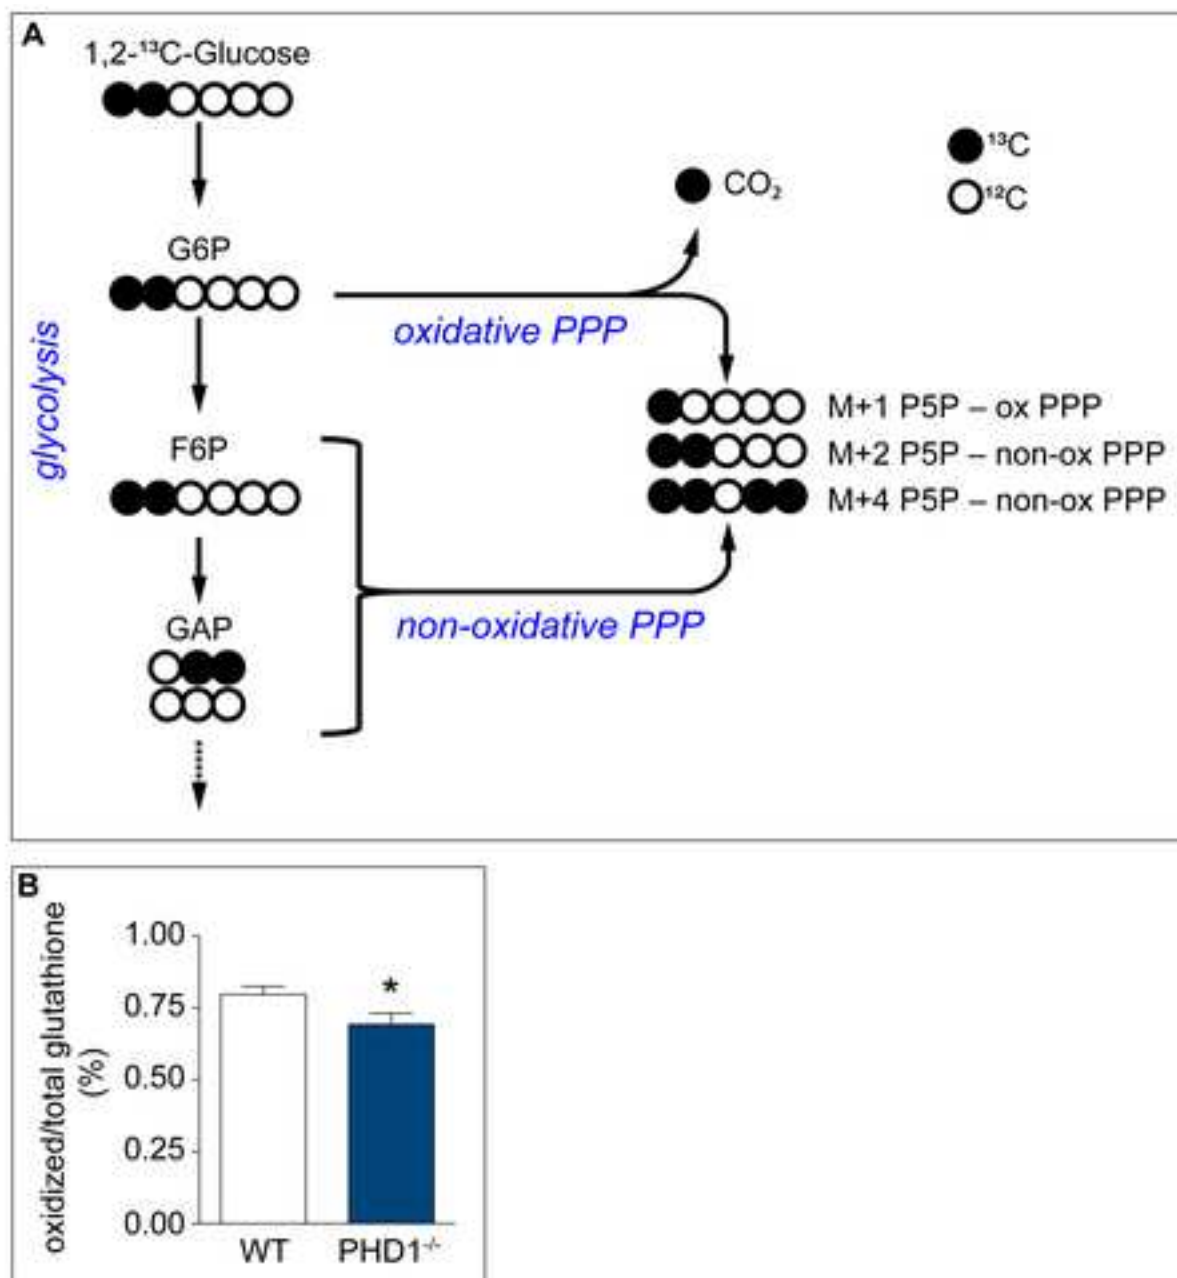 A
1,2-¹³C-Glucose
¹³C
¹²C
CO₂
G6P
oxidative PPP
glycolysis
M+1 P5P – ox PPP
M+2 P5P – non-ox PPP
M+4 P5P – non-ox PPP
F6P
non-oxidative PPP
GAP
B
oxidized/total glutathione
(%)
1.00
0.75
0.50
0.25
0.00
*
WT PHD1⁻/⁻